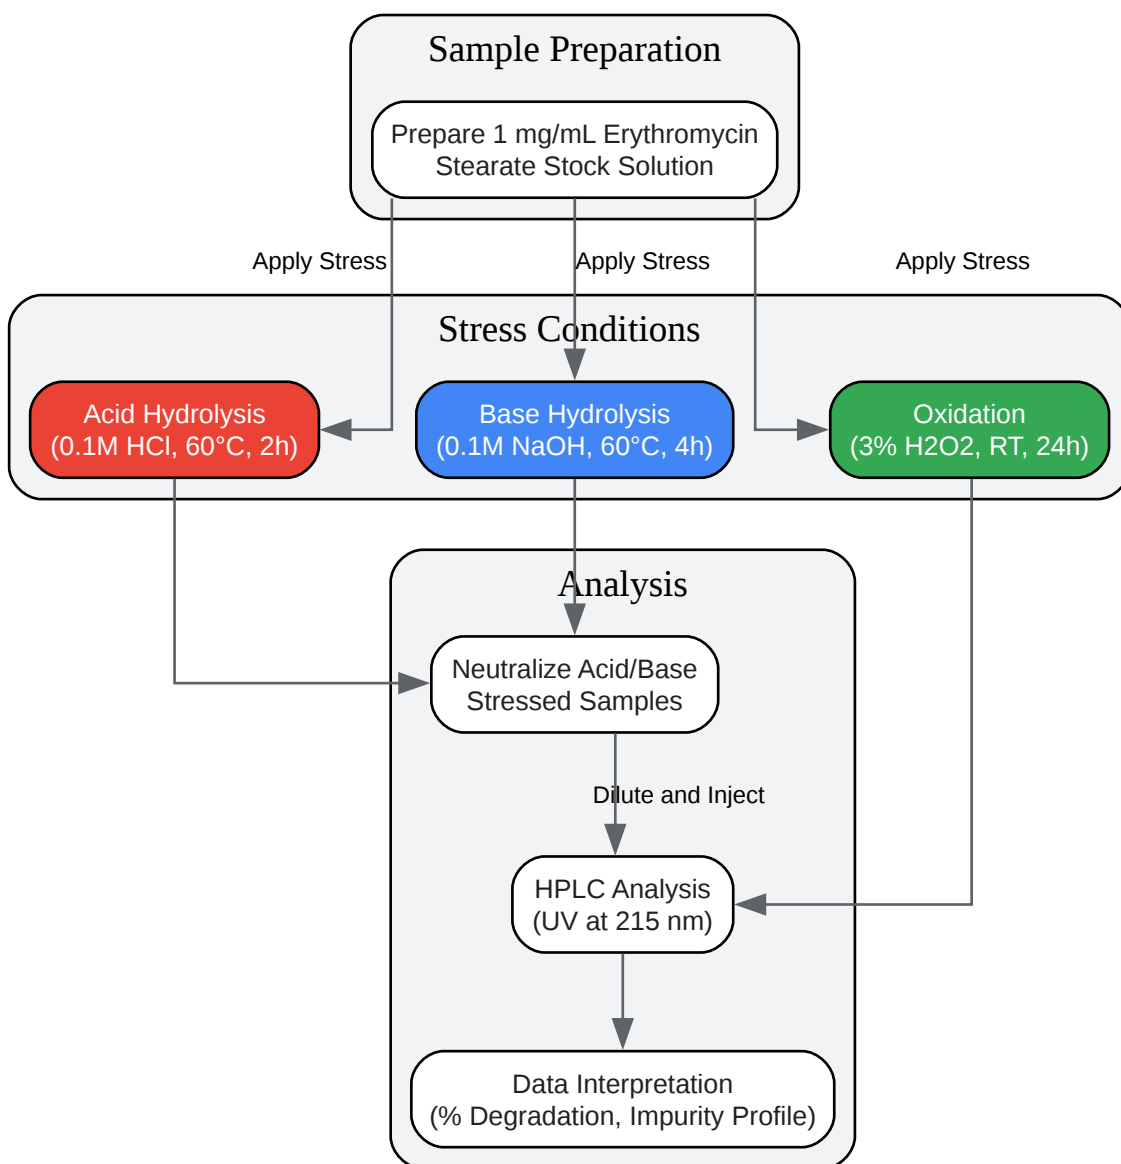 Sample Preparation
Prepare 1 mg/mL Erythromycin
Stearate Stock Solution
Apply Stress
Apply Stress
Apply Stress
Stress Conditions
Acid Hydrolysis
(0.1M HCl, 60°C, 2h)
Base Hydrolysis
(0.1M NaOH, 60°C, 4h)
Oxidation
(3% H2O2, RT, 24h)
Analysis
Neutralize Acid/Base
Stressed Samples
Dilute and Inject
HPLC Analysis
(UV at 215 nm)
Data Interpretation
(% Degradation, Impurity Profile)